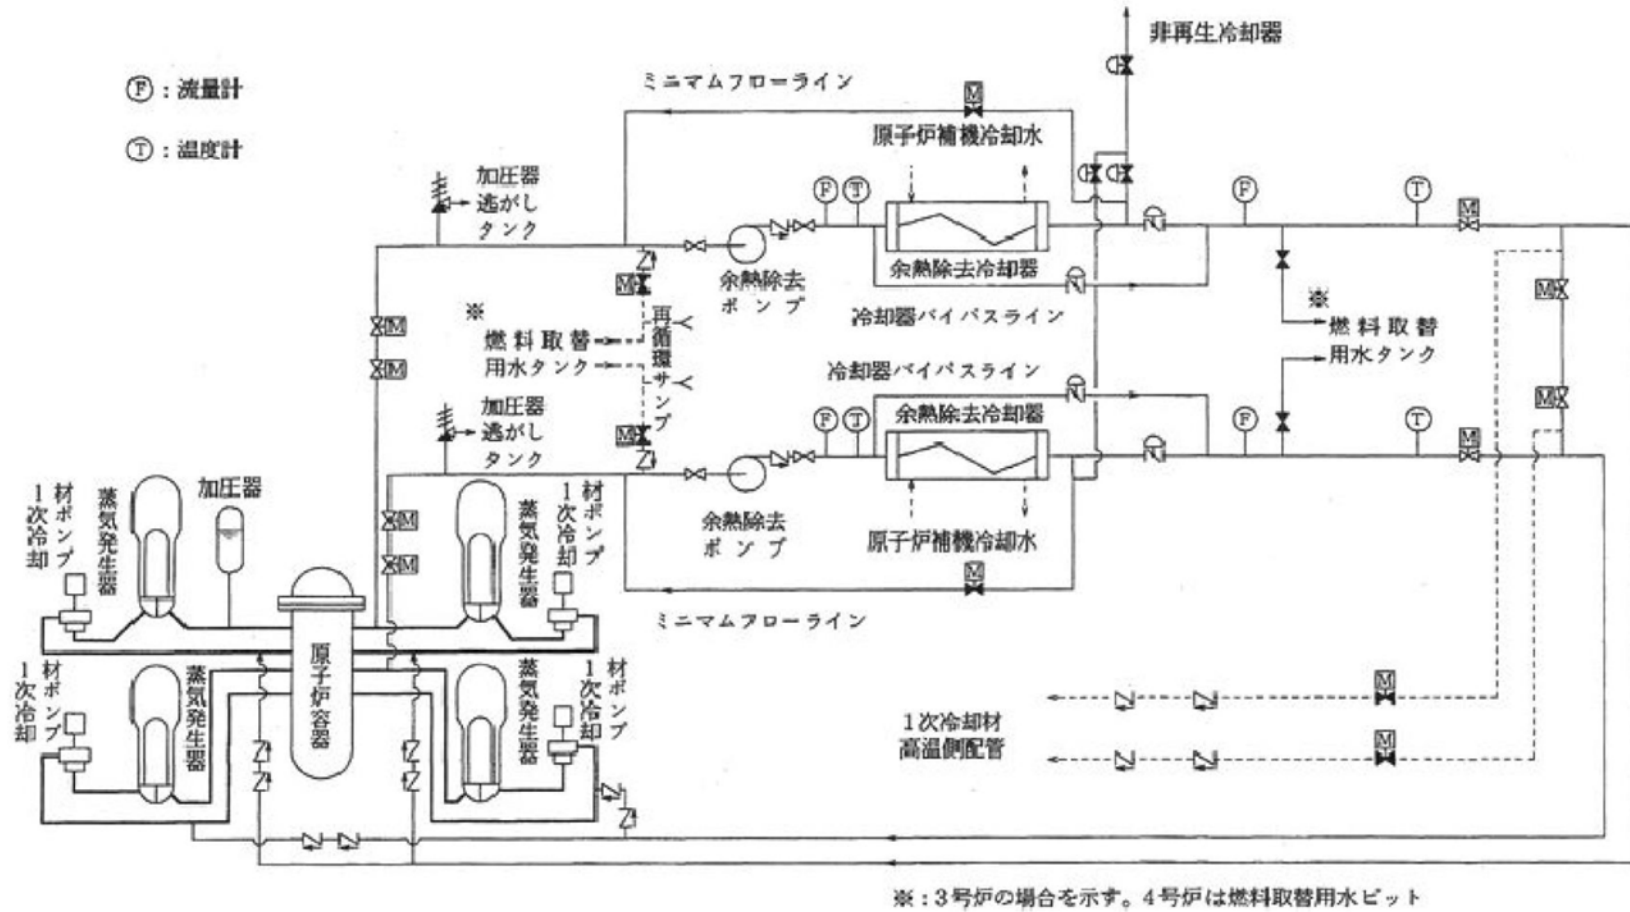 非再生冷却器
Ⓕ:流量計
ミニマムフローライン
M
原子炉補機冷却水
Ⓣ:温度計
加圧器
逃がし
タンク
F
T
F
T
M
余熱除去
ポンプ
余熱除去冷却器
M
※
燃料取替
用水タンク
再循環サンプ
冷却器バイパスライン
※
燃料取替
用水タンク
M
M
M
冷却器バイパスライン
加圧器
逃がし
タンク
M
F
T
余熱除去冷却器
F
T
M
M
1次冷却
材ポンプ
蒸気発生器
加圧器
M
M
蒸気発生器
1次冷却
材ポンプ
余熱除去
ポンプ
原子炉補機冷却水
M
ミニマムフローライン
原子炉容器
1次冷却
材ポンプ
蒸気発生器
蒸気発生器
1次冷却
材ポンプ
M
1次冷却材
高温側配管
M
※:3号炉の場合を示す。4号炉は燃料取替用水ピット